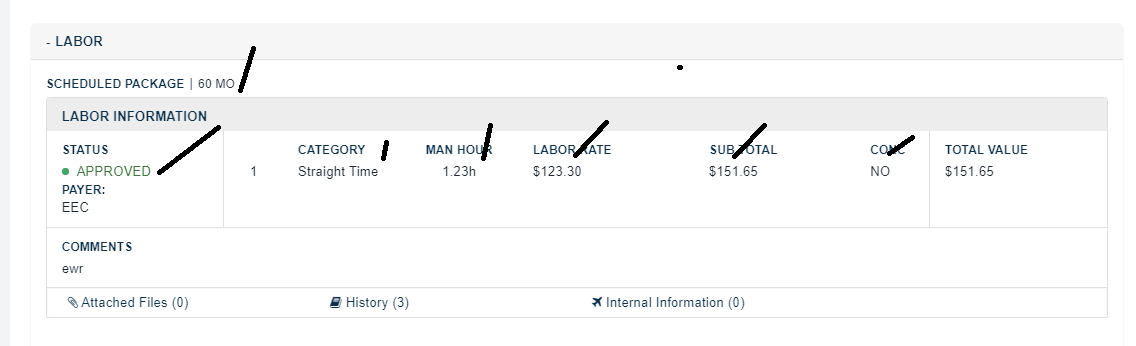 - LABOR
SCHEDULED PACKAGE | 60 MO
LABOR INFORMATION
STATUS CATEGORY MAN HOUR LABOR RATE SUB TOTAL CONC TOTAL VALUE
APPROVED 1 Straight Time 1.23h $123.30 $151.65 NO $151.65
PAYER:
EEC
COMMENTS
ewr
Attached Files (0) History (3) Internal Information (0)